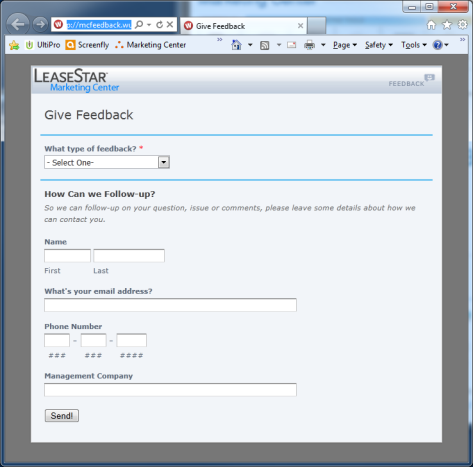 Marketing Center
p://mcfeedback.wu
Give Feedback
UltiPro
Screenfly
Marketing Center
Page
Safety
Tools
LEASESTAR
Marketing Center
FEEDBACK
Give Feedback
What type of feedback? *
- Select One-
How Can we Follow-up?
So we can follow-up on your question, issue or comments, please leave some details about how we
can contact you.
Name
First Last
What's your email address?
Phone Number
- -
### ### ####
Management Company
Send!